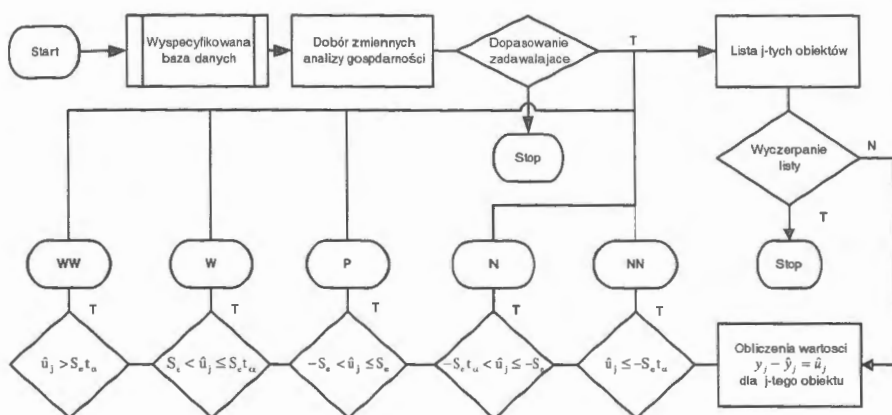 Start
Wyspecyfikowana
baza danych
Dobór zmiennych
analizy gospdarności
Dopasowanie
zadawalające
T
Lista j-tych obiektów
Stop
Wyczerpanie
listy
N
T
Stop
WW
W
P
N
NN
T
T
T
T
T
û_j > S_e t_α
S_e < û_j ≤ S_e t_α
−S_e < û_j ≤ S_e
−S_e t_α < û_j ≤ −S_e
û_j ≤ −S_e t_α
Obliczenia wartosci
y_j − ŷ_j = û_j
dla j-tego obiektu